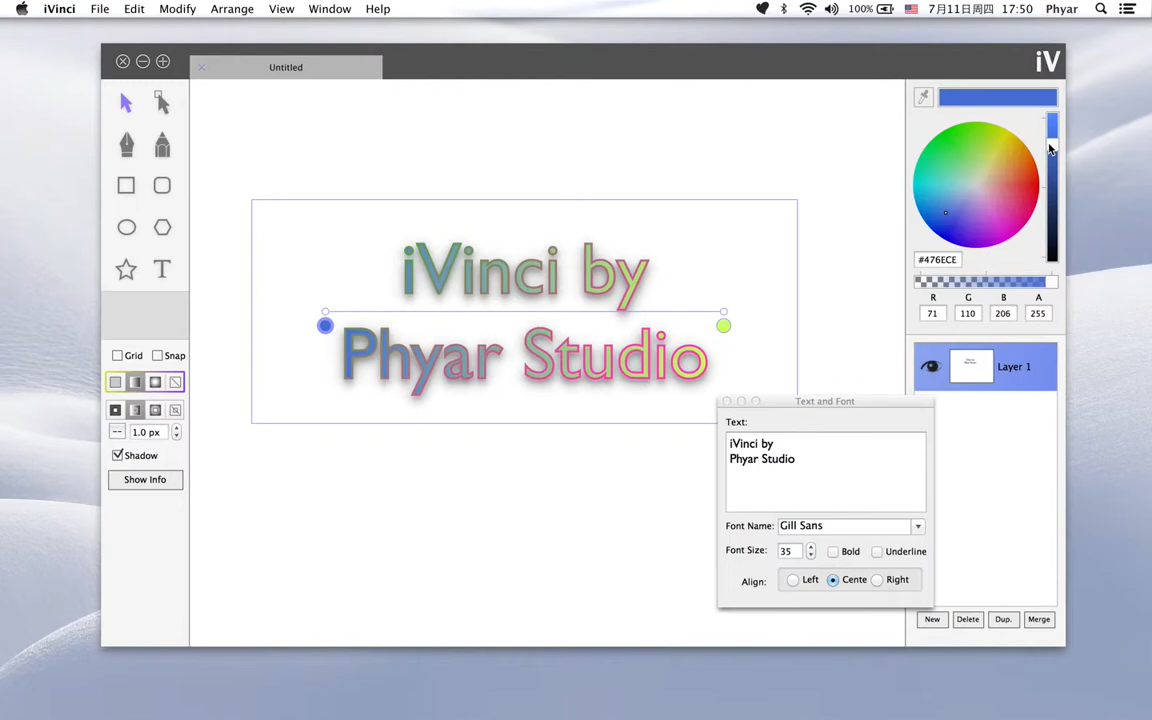 iVinci File Edit Modify Arrange View Window Help 100% 7月11日周四 17:50 Phyar
Untitled
iV
iVinci by
Phyar Studio
#476ECE
R G B A
71 110 206 255
Grid Snap
1.0 px
Shadow
Show Info
Layer 1
Text and Font
Text:
iVinci by
Phyar Studio
Font Name: Gill Sans
Font Size: 35 Bold Underline
Align: Left Cente Right
New Delete Dup. Merge